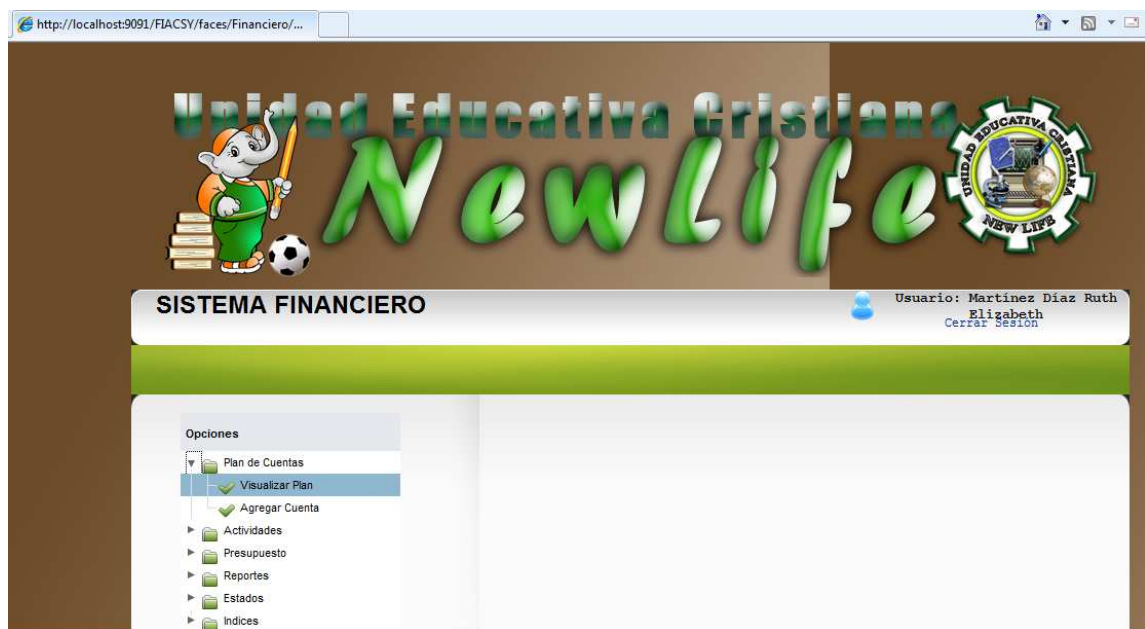 http://localhost:9091/FIACSY/faces/Financiero/...
Unidad Educativa Cristiana
NewLife
UNIDAD EDUCATIVA CRISTIANA
NEW LIFE
SISTEMA FINANCIERO
Usuario: Martínez Díaz Ruth
Elizabeth
Cerrar Sesión
Opciones
Plan de Cuentas
Visualizar Plan
Agregar Cuenta
Actividades
Presupuesto
Reportes
Estados
Indices